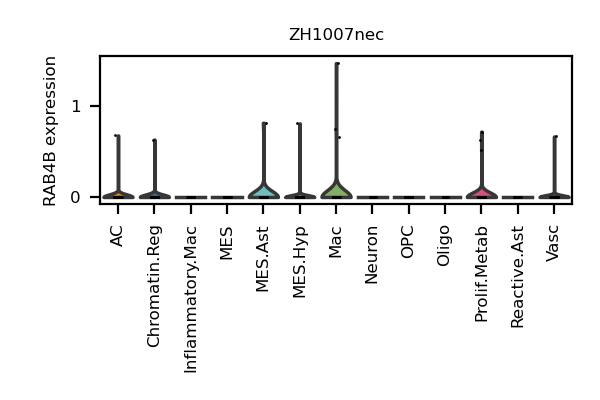 ZH1007nec
RAB4B expression
1
0
AC
Chromatin.Reg
Inflammatory.Mac
MES
MES.Ast
MES.Hyp
Mac
Neuron
OPC
Oligo
Prolif.Metab
Reactive.Ast
Vasc